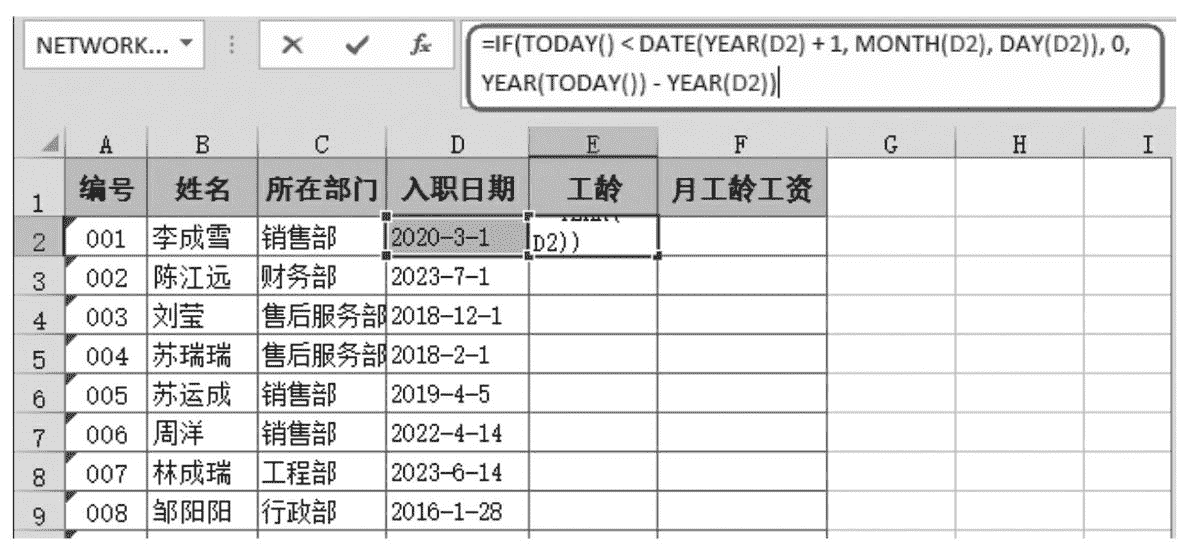 NETWORK... fx =IF(TODAY() < DATE(YEAR(D2) + 1, MONTH(D2), DAY(D2)), 0,
YEAR(TODAY()) - YEAR(D2))
A B C D E F G H I
1 编号 姓名 所在部门 入职日期 工龄 月工龄工资
2 001 李成雪 销售部 2020-3-1 D2))
3 002 陈江远 财务部 2023-7-1
4 003 刘莹 售后服务部 2018-12-1
5 004 苏瑞瑞 售后服务部 2018-2-1
6 005 苏运成 销售部 2019-4-5
7 006 周洋 销售部 2022-4-14
8 007 林成瑞 工程部 2023-6-14
9 008 邹阳阳 行政部 2016-1-28